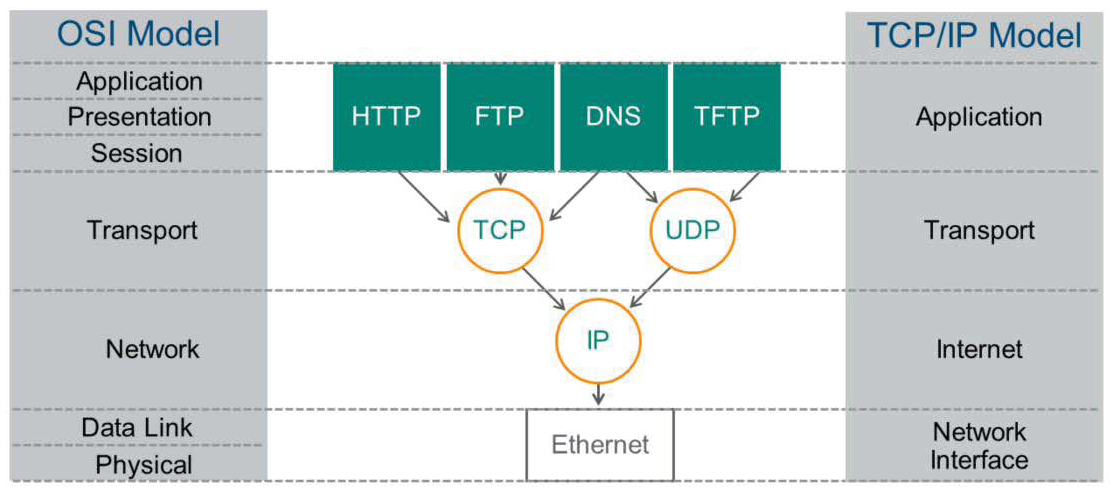 OSI Model
TCP/IP Model
Application
Presentation
Session
HTTP
FTP
DNS
TFTP
Application
Transport
TCP
UDP
Transport
Network
IP
Internet
Data Link
Physical
Ethernet
Network
Interface